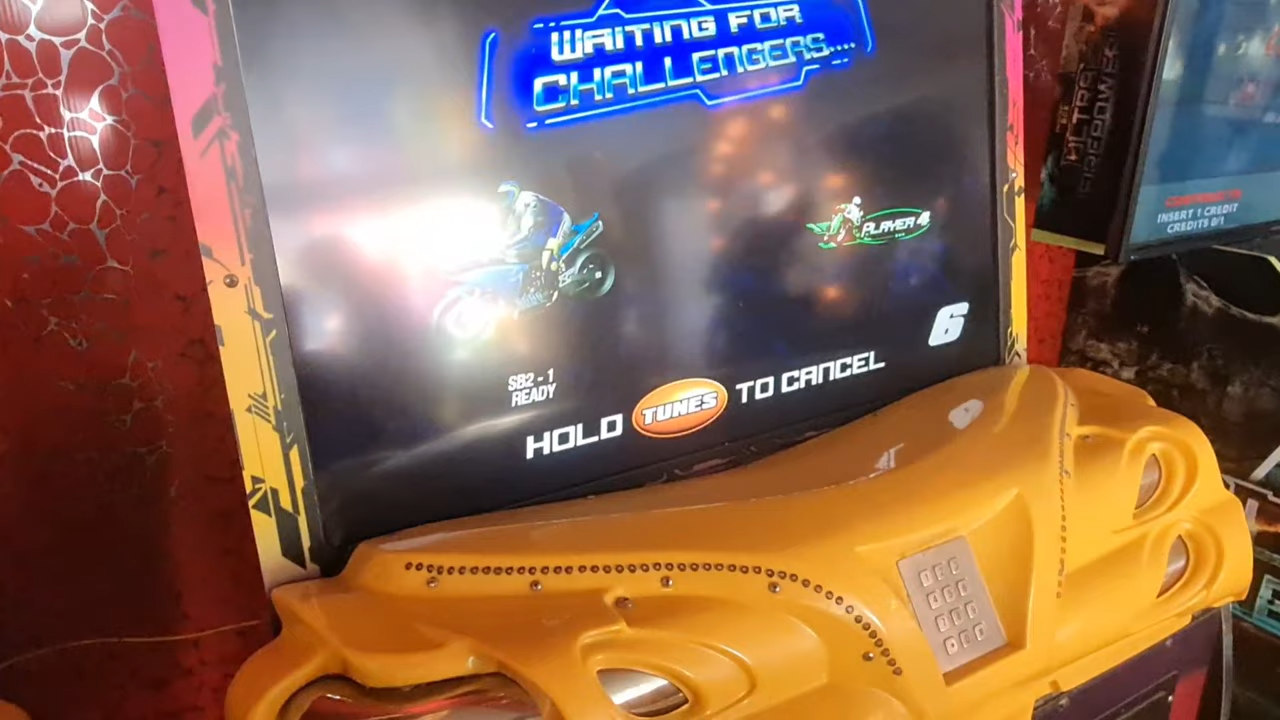 WAITING FOR
CHALLENGERS....
PLAYER 4
6
SB2 - 1
READY
HOLD TUNES TO CANCEL
ULTRA
FIREPOWER
INSERT 1 CREDIT
CREDITS 0/1